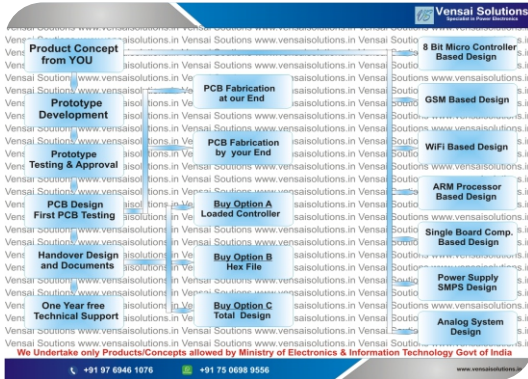 Vensai Solutions
Specialist in Power Electronics
Product Concept
from YOU
Prototype
Development
Prototype
Testing & Approval
PCB Design
First PCB Testing
Handover Design
and Documents
One Year free
Technical Support
PCB Fabrication
at our End
PCB Fabrication
by your End
Buy Option A
Loaded Controller
Buy Option B
Hex File
Buy Option C
Total Design
8 Bit Micro Controller
Based Design
GSM Based Design
WiFi Based Design
ARM Processor
Based Design
Single Board Comp.
Based Design
Power Supply
SMPS Design
Analog System
Design
We Undertake only Products/Concepts allowed by Ministry of Electronics & Information Technology Govt of India
+91 97 6946 1076
+91 75 0698 9556
www.vensaisolutions.in